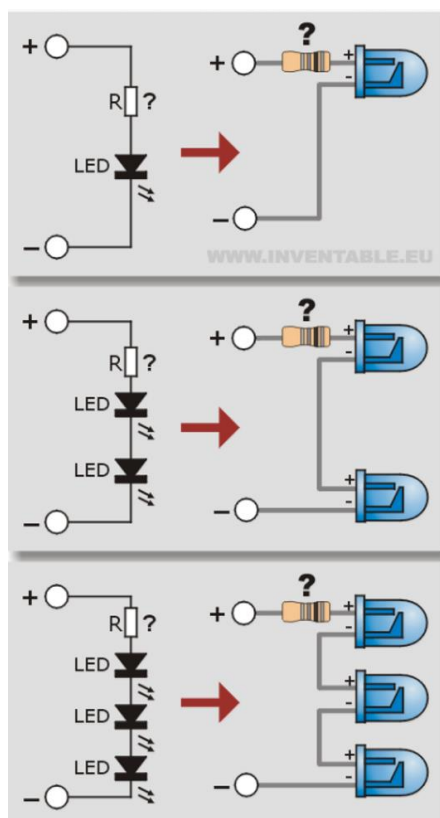 ?
+ + + -
R ?
LED
-
-
WWW.INVENTABLE.EU
?
+ + + -
R ?
LED
+ -
LED
- -
?
+ + + -
R ?
LED
+ -
LED
LED
+ -
- -